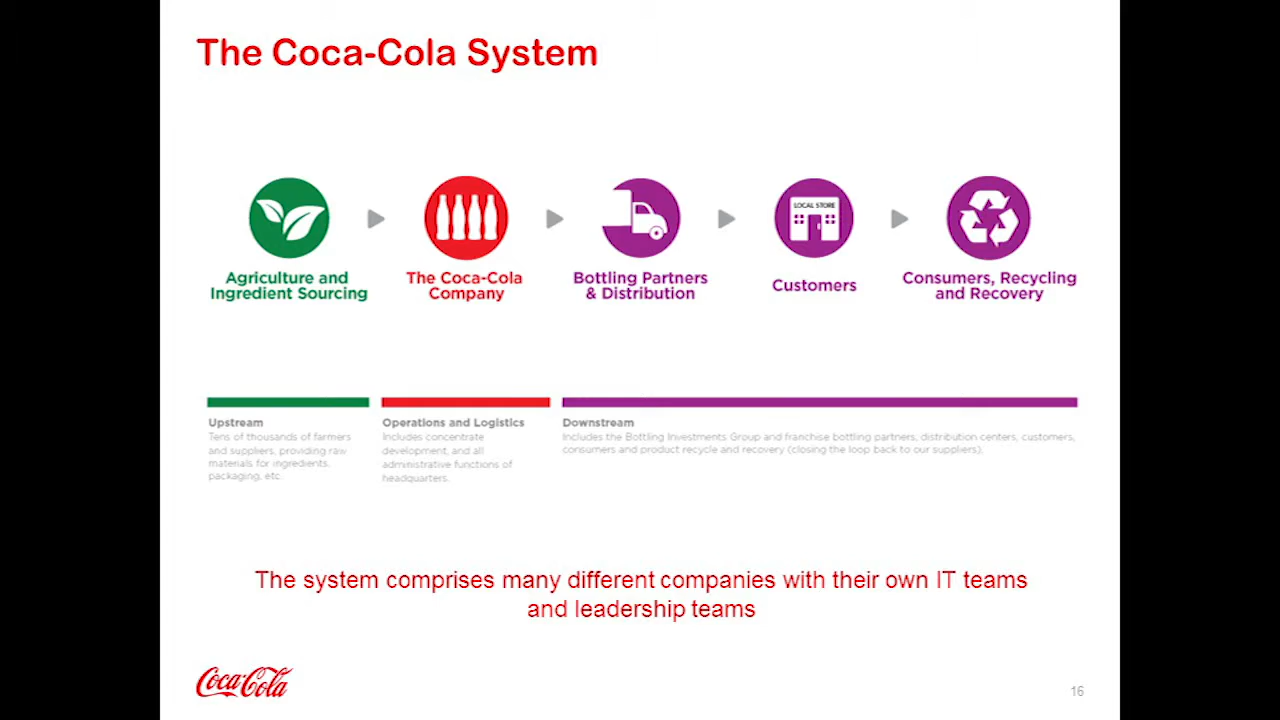 The Coca-Cola System
LOCAL STORE
Agriculture and
Ingredient Sourcing
The Coca-Cola
Company
Bottling Partners
& Distribution
Customers
Consumers, Recycling
and Recovery
Upstream
Tens of thousands of farmers
and suppliers, providing raw
materials for ingredients,
packaging, etc.
Operations and Logistics
Includes concentrate
development, and all
administrative functions of
headquarters.
Downstream
Includes the Bottling Investments Group and franchise bottling partners, distribution centers, customers,
consumers and product recycle and recovery (closing the loop back to our suppliers).
The system comprises many different companies with their own IT teams
and leadership teams
Coca-Cola
16